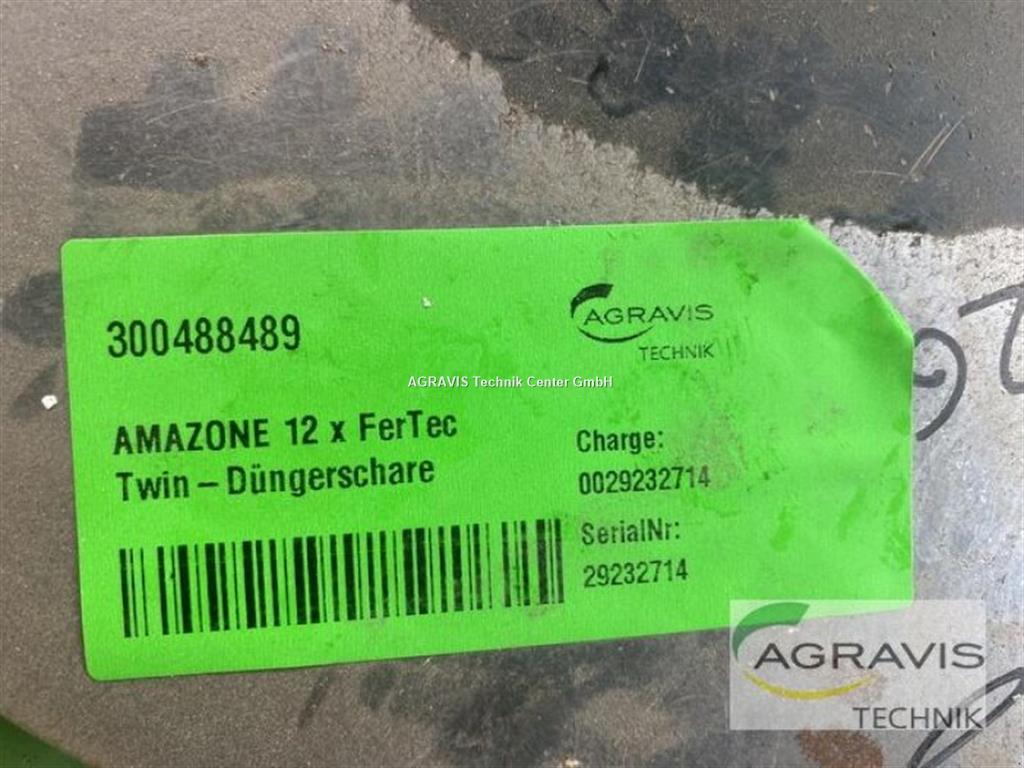 300488489
AGRAVIS
TECHNIK
AGRAVIS Technik Center GmbH
AMAZONE 12 x FerTec
Twin – Düngerschare
Charge:
0029232714
SerialNr:
29232714
AGRAVIS
TECHNIK